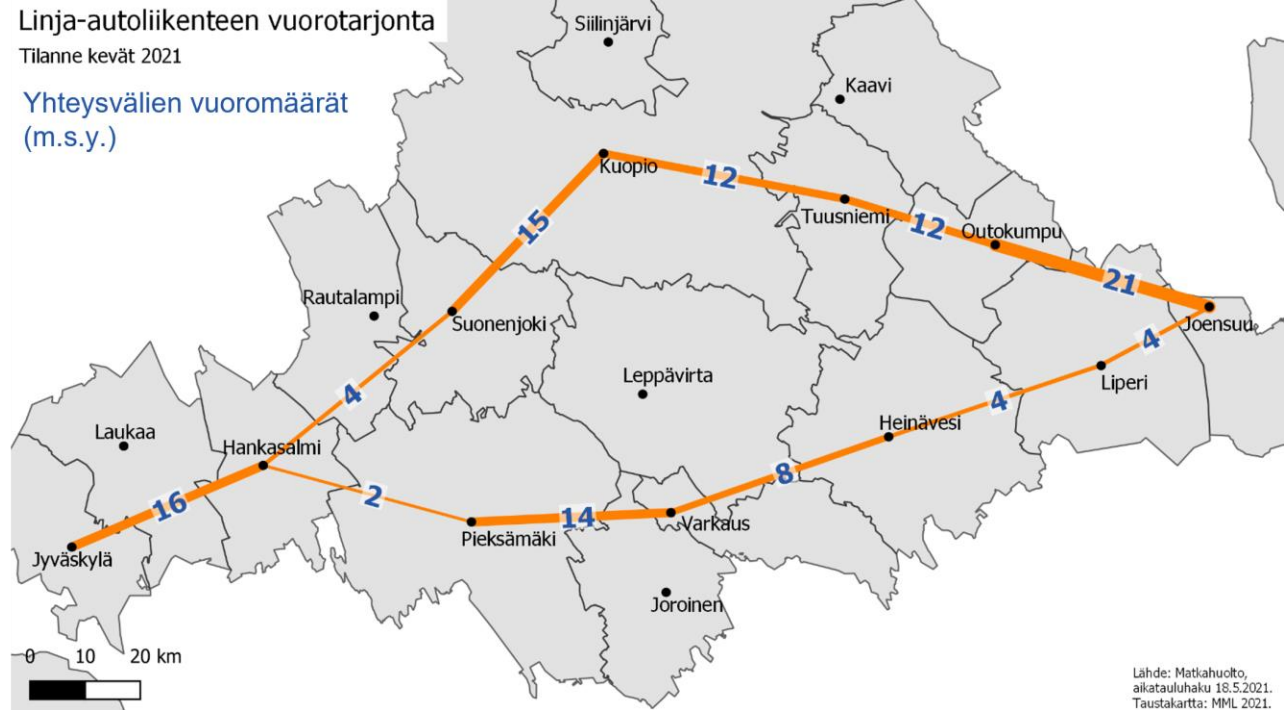 Linja-autoliikenteen vuorotarjonta
Tilanne kevät 2021
Yhteysvälien vuoromäärät
(m.s.y.)
Siilinjärvi
Kaavi
Kuopio
12
Tuusniemi
12
Outokumpu
15
21
Rautalampi
Suonenjoki
Joensuu
4
Liperi
Leppävirta
4
4
Laukaa
Hankasalmi
Heinävesi
16
2
8
14
Varkaus
Pieksämäki
Jyväskylä
Joroinen
0 10 20 km
Lähde: Matkahuolto,
aikatauluhaku 18.5.2021.
Taustakartta: MML 2021.